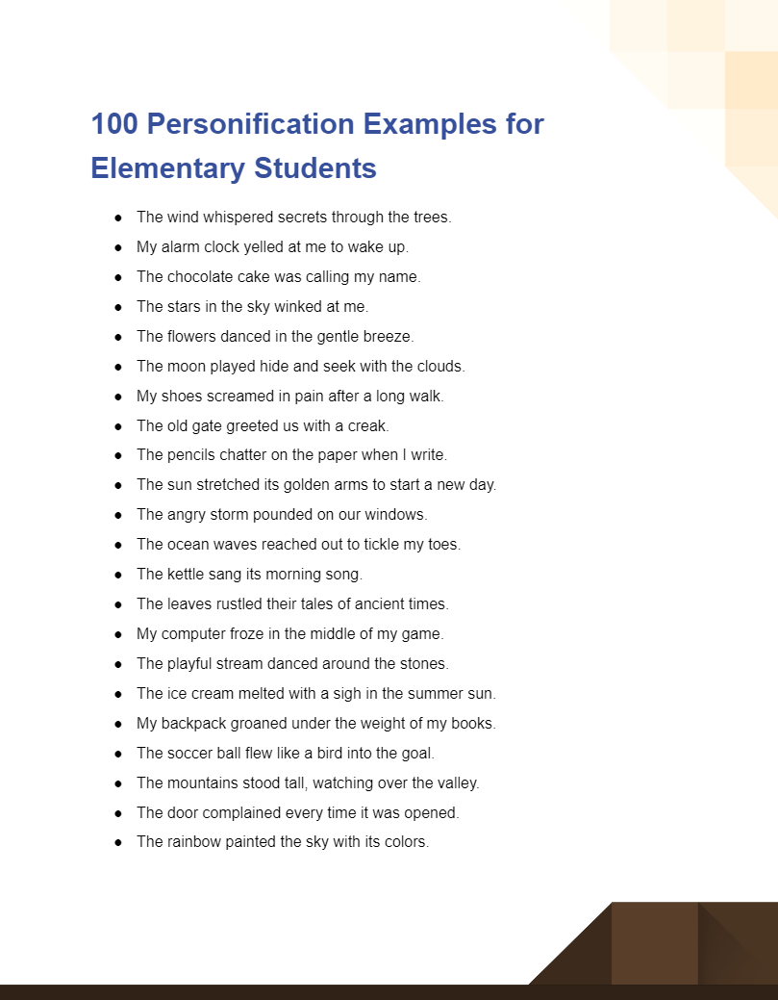 100 Personification Examples for
Elementary Students
● The wind whispered secrets through the trees.
● My alarm clock yelled at me to wake up.
● The chocolate cake was calling my name.
● The stars in the sky winked at me.
● The flowers danced in the gentle breeze.
● The moon played hide and seek with the clouds.
● My shoes screamed in pain after a long walk.
● The old gate greeted us with a creak.
● The pencils chatter on the paper when I write.
● The sun stretched its golden arms to start a new day.
● The angry storm pounded on our windows.
● The ocean waves reached out to tickle my toes.
● The kettle sang its morning song.
● The leaves rustled their tales of ancient times.
● My computer froze in the middle of my game.
● The playful stream danced around the stones.
● The ice cream melted with a sigh in the summer sun.
● My backpack groaned under the weight of my books.
● The soccer ball flew like a bird into the goal.
● The mountains stood tall, watching over the valley.
● The door complained every time it was opened.
● The rainbow painted the sky with its colors.